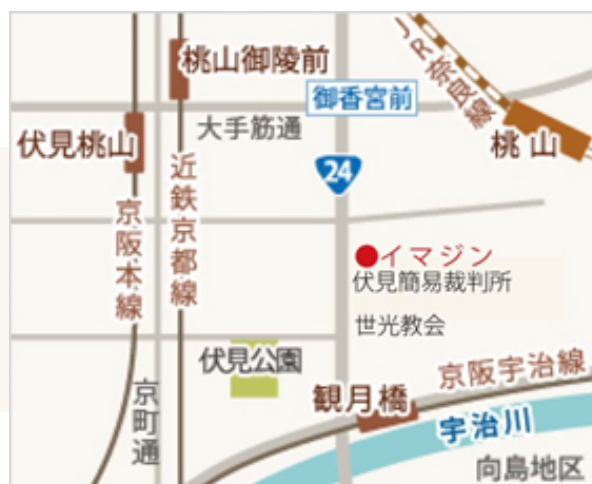 JR奈良線
桃山御陵前
御香宮前
大手筋通
伏見桃山
桃山
24
近鉄京都線
京阪本線
イマジン
伏見簡易裁判所
世光教会
伏見公園
京阪宇治線
京町通
観月橋
宇治川
向島地区